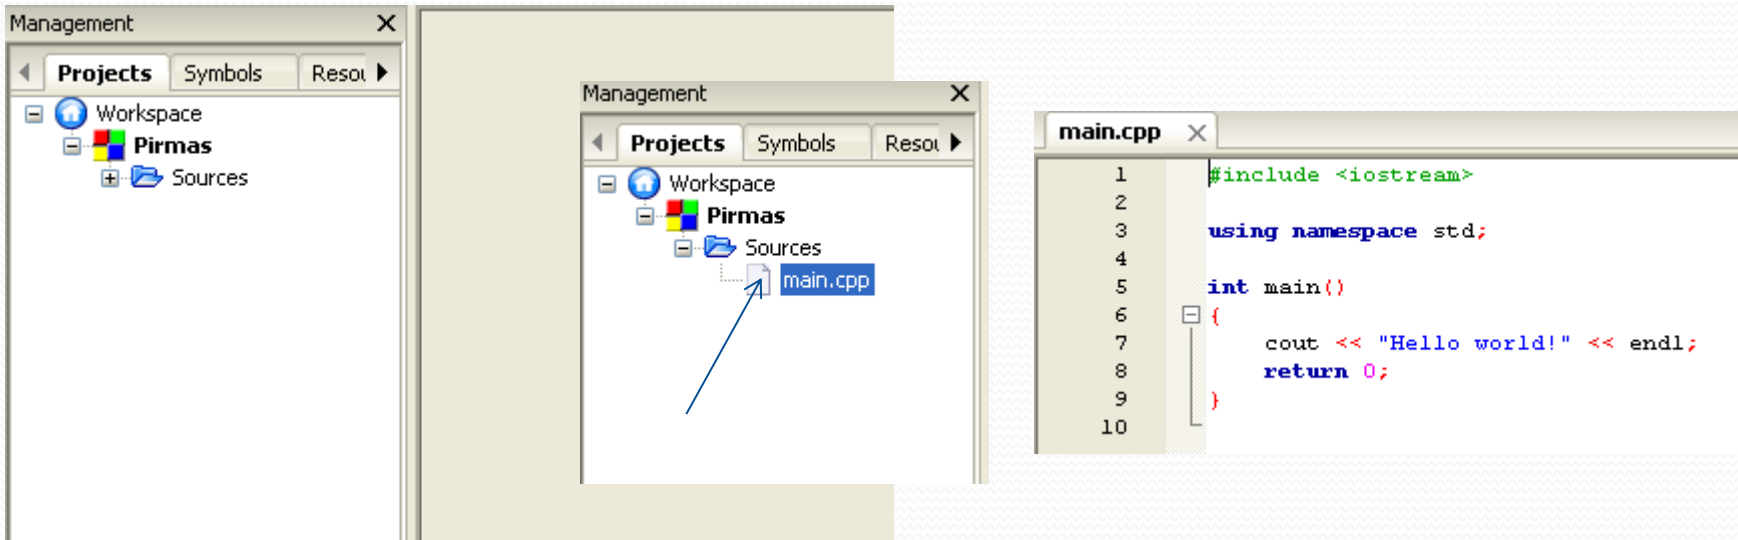 Management
Projects Symbols
Workspace
Pirmas
Sources
Management
Projects Symbols
Workspace
Pirmas
Sources
main.cpp
main.cpp
1 #include <iostream>
2
3 using namespace std;
4
5 int main()
6 {
7 cout << "Hello world!" << endl;
8 return 0;
9 }
10